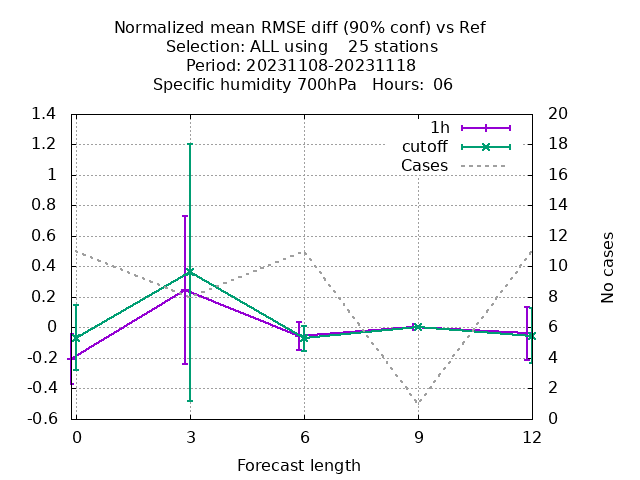 Normalized mean RMSE diff (90% conf) vs Ref
Selection: ALL using    25 stations
Period: 20231108-20231118
Specific humidity 700hPa   Hours:  06
1.4
1.2
1
0.8
0.6
0.4
0.2
0
-0.2
-0.4
-0.6
20
18
16
14
12
10
8
6
4
2
0
1h
cutoff
Cases
No cases
0 3 6 9 12
Forecast length